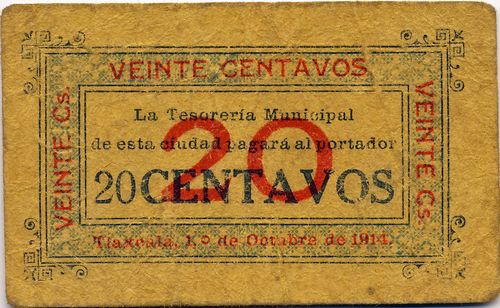 VEINTE CENTAVOS
VEINTE Cs.
La Tesorería Municipal
de esta ciudad pagará al portador
20
20 CENTAVOS
VEINTE Cs.
Tlaxcala, 1.º de Octubre de 1914.